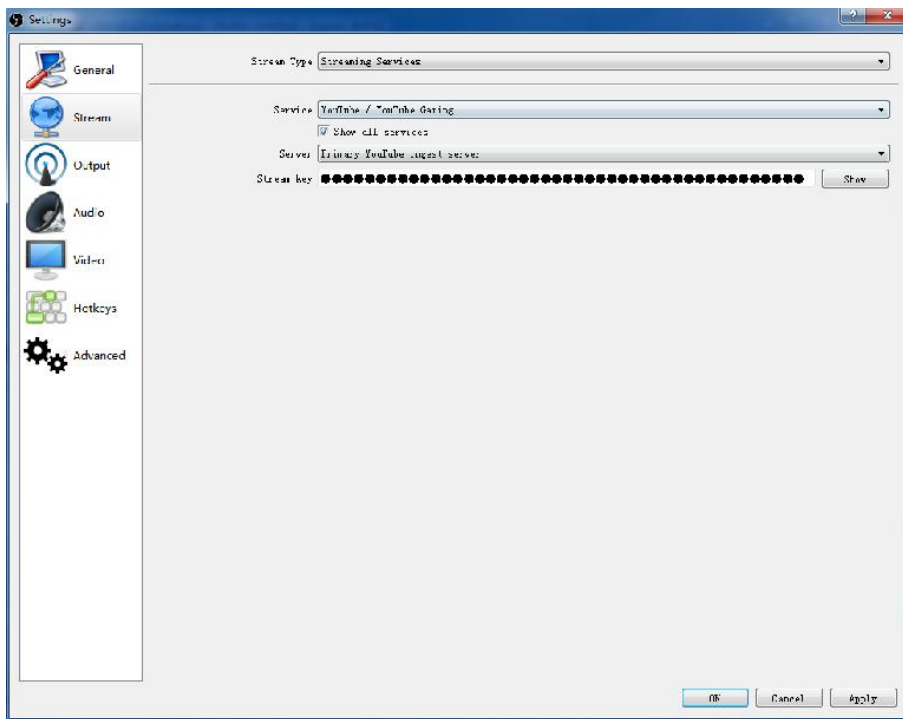 Settings
General
Stream
Output
Audio
Video
Hotkeys
Advanced
Stream Type Streaming Services
Service YouTube / YouTube Gaming
Show all services
Server Primary YouTube ingest server
Stream key
Show
OK Cancel Apply